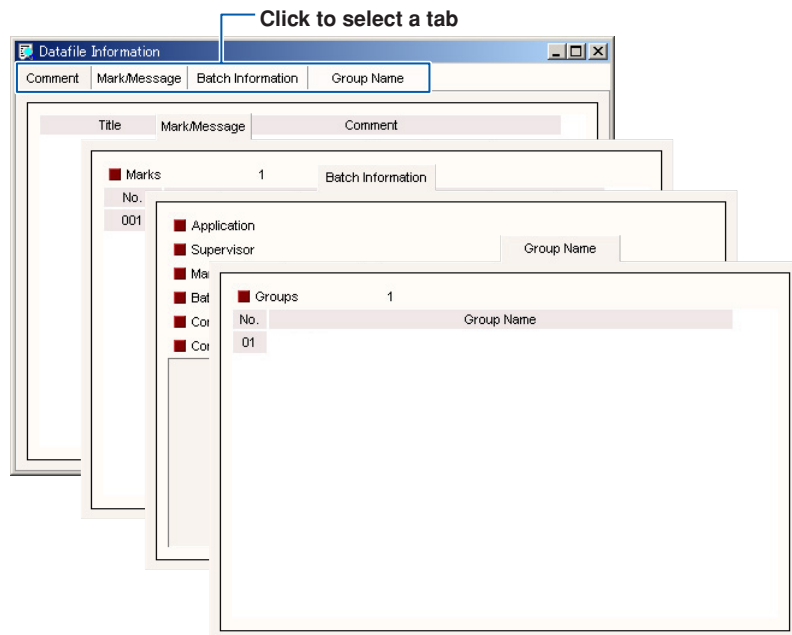 Click to select a tab
Datafile Information
Comment Mark/Message Batch Information Group Name
Title Mark/Message Comment
Marks 1 Batch Information
No.
001
Application
Supervisor Group Name
Groups 1
No. Group Name
01